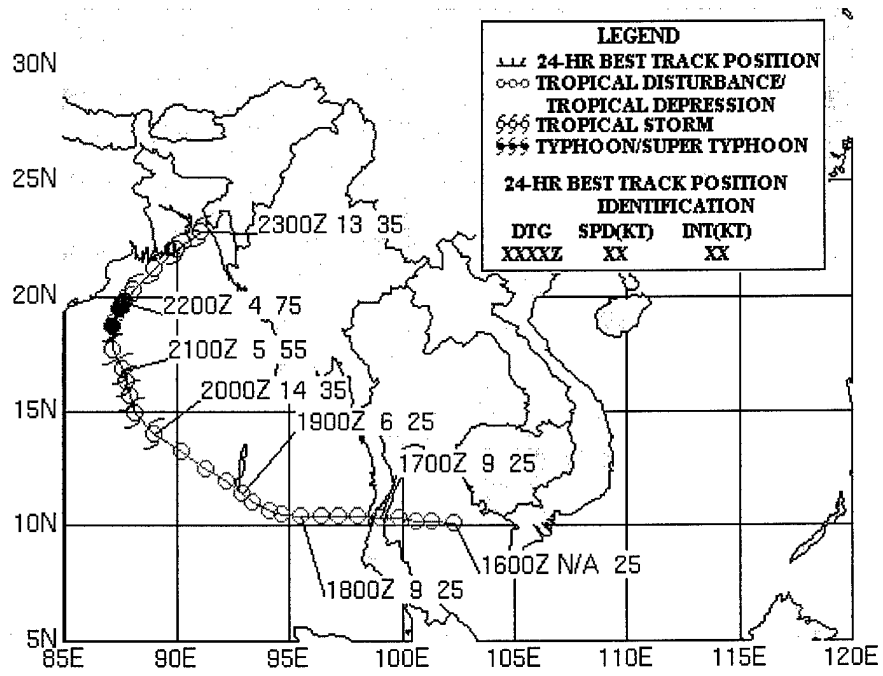 LEGEND
24-HR BEST TRACK POSITION
TROPICAL DISTURBANCE/
TROPICAL DEPRESSION
TROPICAL STORM
TYPHOON/SUPER TYPHOON
24-HR BEST TRACK POSITION
IDENTIFICATION
DTG SPD(KT) INT(KT)
XXXXZ XX XX
30N
25N
20N
15N
10N
5N
2300Z 13 35
2200Z 4 75
2100Z 5 55
2000Z 14 35
1900Z 6 25
1700Z 9 25
1600Z N/A 25
1800Z 9 25
85E 90E 95E 100E 105E 110E 115E 120E